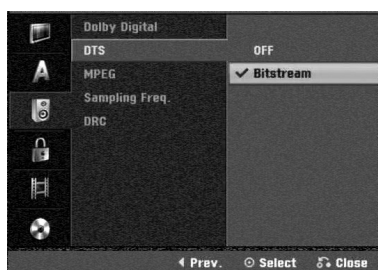 Dolby Digital
DTS
OFF
MPEG
✓ Bitstream
Sampling Freq.
DRC
A
Prev. Select Close